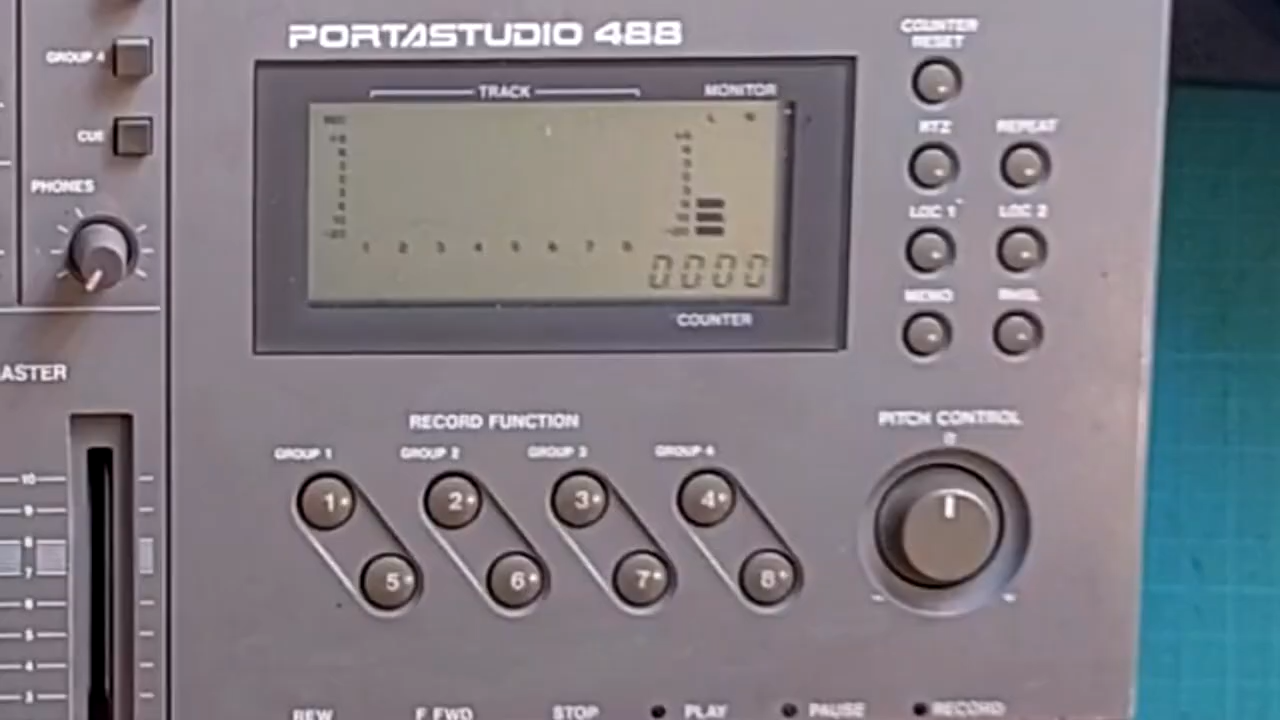 PORTASTUDIO 488
COUNTER
RESET
GROUP 4
TRACK
MONITOR
CUE
RTZ
REPEAT
PHONES
LOC 1
LOC 2
1 2 3 4 5 6 7 8
0000
MEMO
COUNTER
ASTER
RECORD FUNCTION
PITCH CONTROL
GROUP 1
GROUP 2
GROUP 3
GROUP 4
0
10
9
8
7
6
5
4
3
1
2
3
4
5
6
7
8
REW
F.FWD
STOP
PLAY
PAUSE
RECORD